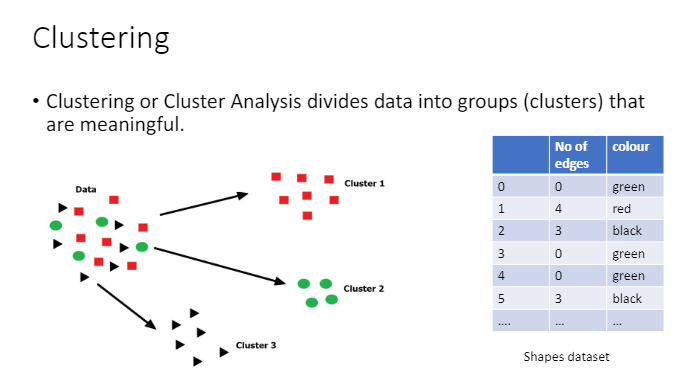 Clustering
• Clustering or Cluster Analysis divides data into groups (clusters) that
are meaningful.
Data
Cluster 1
Cluster 2
Cluster 3
No of edges colour
0 0 green
1 4 red
2 3 black
3 0 green
4 0 green
5 3 black
.... ... ...
Shapes dataset